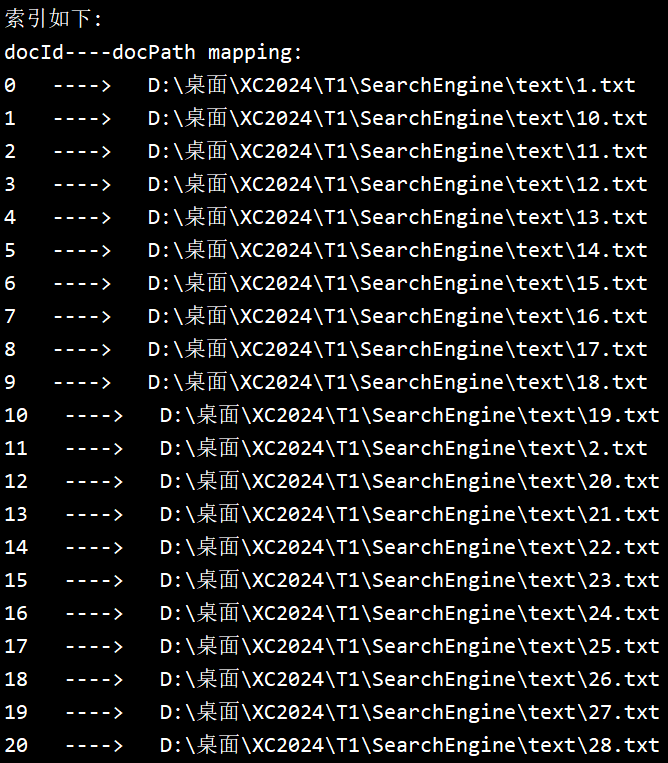 索引如下:
docId----docPath mapping:
0   ---->   D:\桌面\XC2024\T1\SearchEngine\text\1.txt
1   ---->   D:\桌面\XC2024\T1\SearchEngine\text\10.txt
2   ---->   D:\桌面\XC2024\T1\SearchEngine\text\11.txt
3   ---->   D:\桌面\XC2024\T1\SearchEngine\text\12.txt
4   ---->   D:\桌面\XC2024\T1\SearchEngine\text\13.txt
5   ---->   D:\桌面\XC2024\T1\SearchEngine\text\14.txt
6   ---->   D:\桌面\XC2024\T1\SearchEngine\text\15.txt
7   ---->   D:\桌面\XC2024\T1\SearchEngine\text\16.txt
8   ---->   D:\桌面\XC2024\T1\SearchEngine\text\17.txt
9   ---->   D:\桌面\XC2024\T1\SearchEngine\text\18.txt
10   ---->   D:\桌面\XC2024\T1\SearchEngine\text\19.txt
11   ---->   D:\桌面\XC2024\T1\SearchEngine\text\2.txt
12   ---->   D:\桌面\XC2024\T1\SearchEngine\text\20.txt
13   ---->   D:\桌面\XC2024\T1\SearchEngine\text\21.txt
14   ---->   D:\桌面\XC2024\T1\SearchEngine\text\22.txt
15   ---->   D:\桌面\XC2024\T1\SearchEngine\text\23.txt
16   ---->   D:\桌面\XC2024\T1\SearchEngine\text\24.txt
17   ---->   D:\桌面\XC2024\T1\SearchEngine\text\25.txt
18   ---->   D:\桌面\XC2024\T1\SearchEngine\text\26.txt
19   ---->   D:\桌面\XC2024\T1\SearchEngine\text\27.txt
20   ---->   D:\桌面\XC2024\T1\SearchEngine\text\28.txt